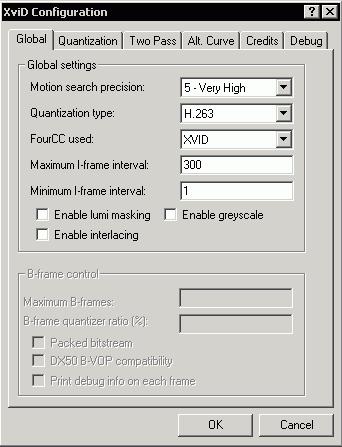 XviD Configuration
Global Quantization Two Pass Alt. Curve Credits Debug
Global settings
Motion search precision: 5 - Very High
Quantization type: H.263
FourCC used: XVID
Maximum I-frame interval: 300
Minimum I-frame interval: 1
Enable lumi masking Enable greyscale
Enable interlacing
B-frame control
Maximum B-frames:
B-frame quantizer ratio (%):
Packed bitstream
DX50 B-VOP compatibility
Print debug info on each frame
OK Cancel